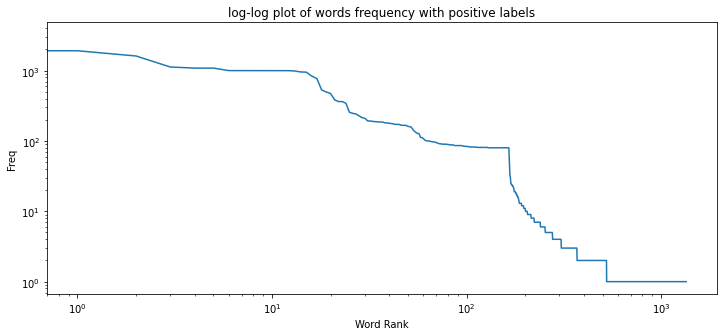 log-log plot of words frequency with positive labels
Freq
10³
10²
10¹
10⁰
10⁰ 10¹ 10² 10³
Word Rank